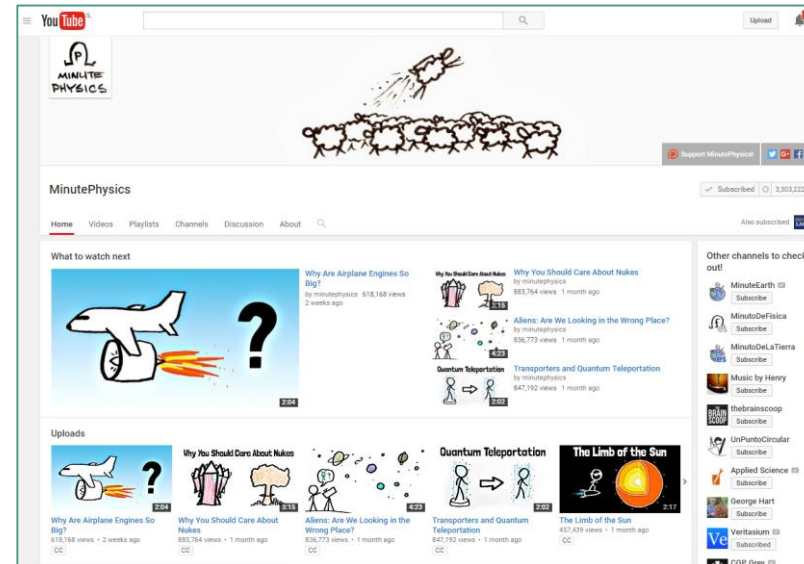 YouTube IL
Upload
P
MINUTE
PHYSICS
Support MinutePhysics!
MinutePhysics
Subscribed 3,303,222
Home Videos Playlists Channels Discussion About
Also subscribed
What to watch next
2:04
Why Are Airplane Engines So
Big?
by minutephysics 618,168 views
2 weeks ago
Why You Should Care About Nukes
3:15
Why You Should Care About Nukes
by minutephysics
883,764 views 1 month ago
4:23
Aliens: Are We Looking in the Wrong Place?
by minutephysics
836,773 views 1 month ago
Quantum Teleportation
2:02
Transporters and Quantum Teleportation
by minutephysics
847,192 views 1 month ago
Uploads
?
2:04
Why Are Airplane Engines So
Big?
618,168 views • 2 weeks ago
CC
Why You Should Care About Nukes
3:15
Why You Should Care About
Nukes
883,764 views • 1 month ago
CC
4:23
Aliens: Are We Looking in the
Wrong Place?
836,773 views • 1 month ago
CC
Quantum Teleportation
2:02
Transporters and Quantum
Teleportation
847,192 views • 1 month ago
CC
The Limb of the Sun
2:17
The Limb of the Sun
457,439 views • 1 month ago
CC
Other channels to check
out!
MinuteEarth
Subscribe
MinutoDeFisica
Subscribe
MinutoDeLaTierra
Subscribe
Music by Henry
Subscribe
BRAIN
SCOOP
thebrainscoop
Subscribe
UnPuntoCircular
Subscribe
Applied Science
Subscribe
George Hart
Subscribe
Ve
Veritasium
Subscribed
CGP Grey